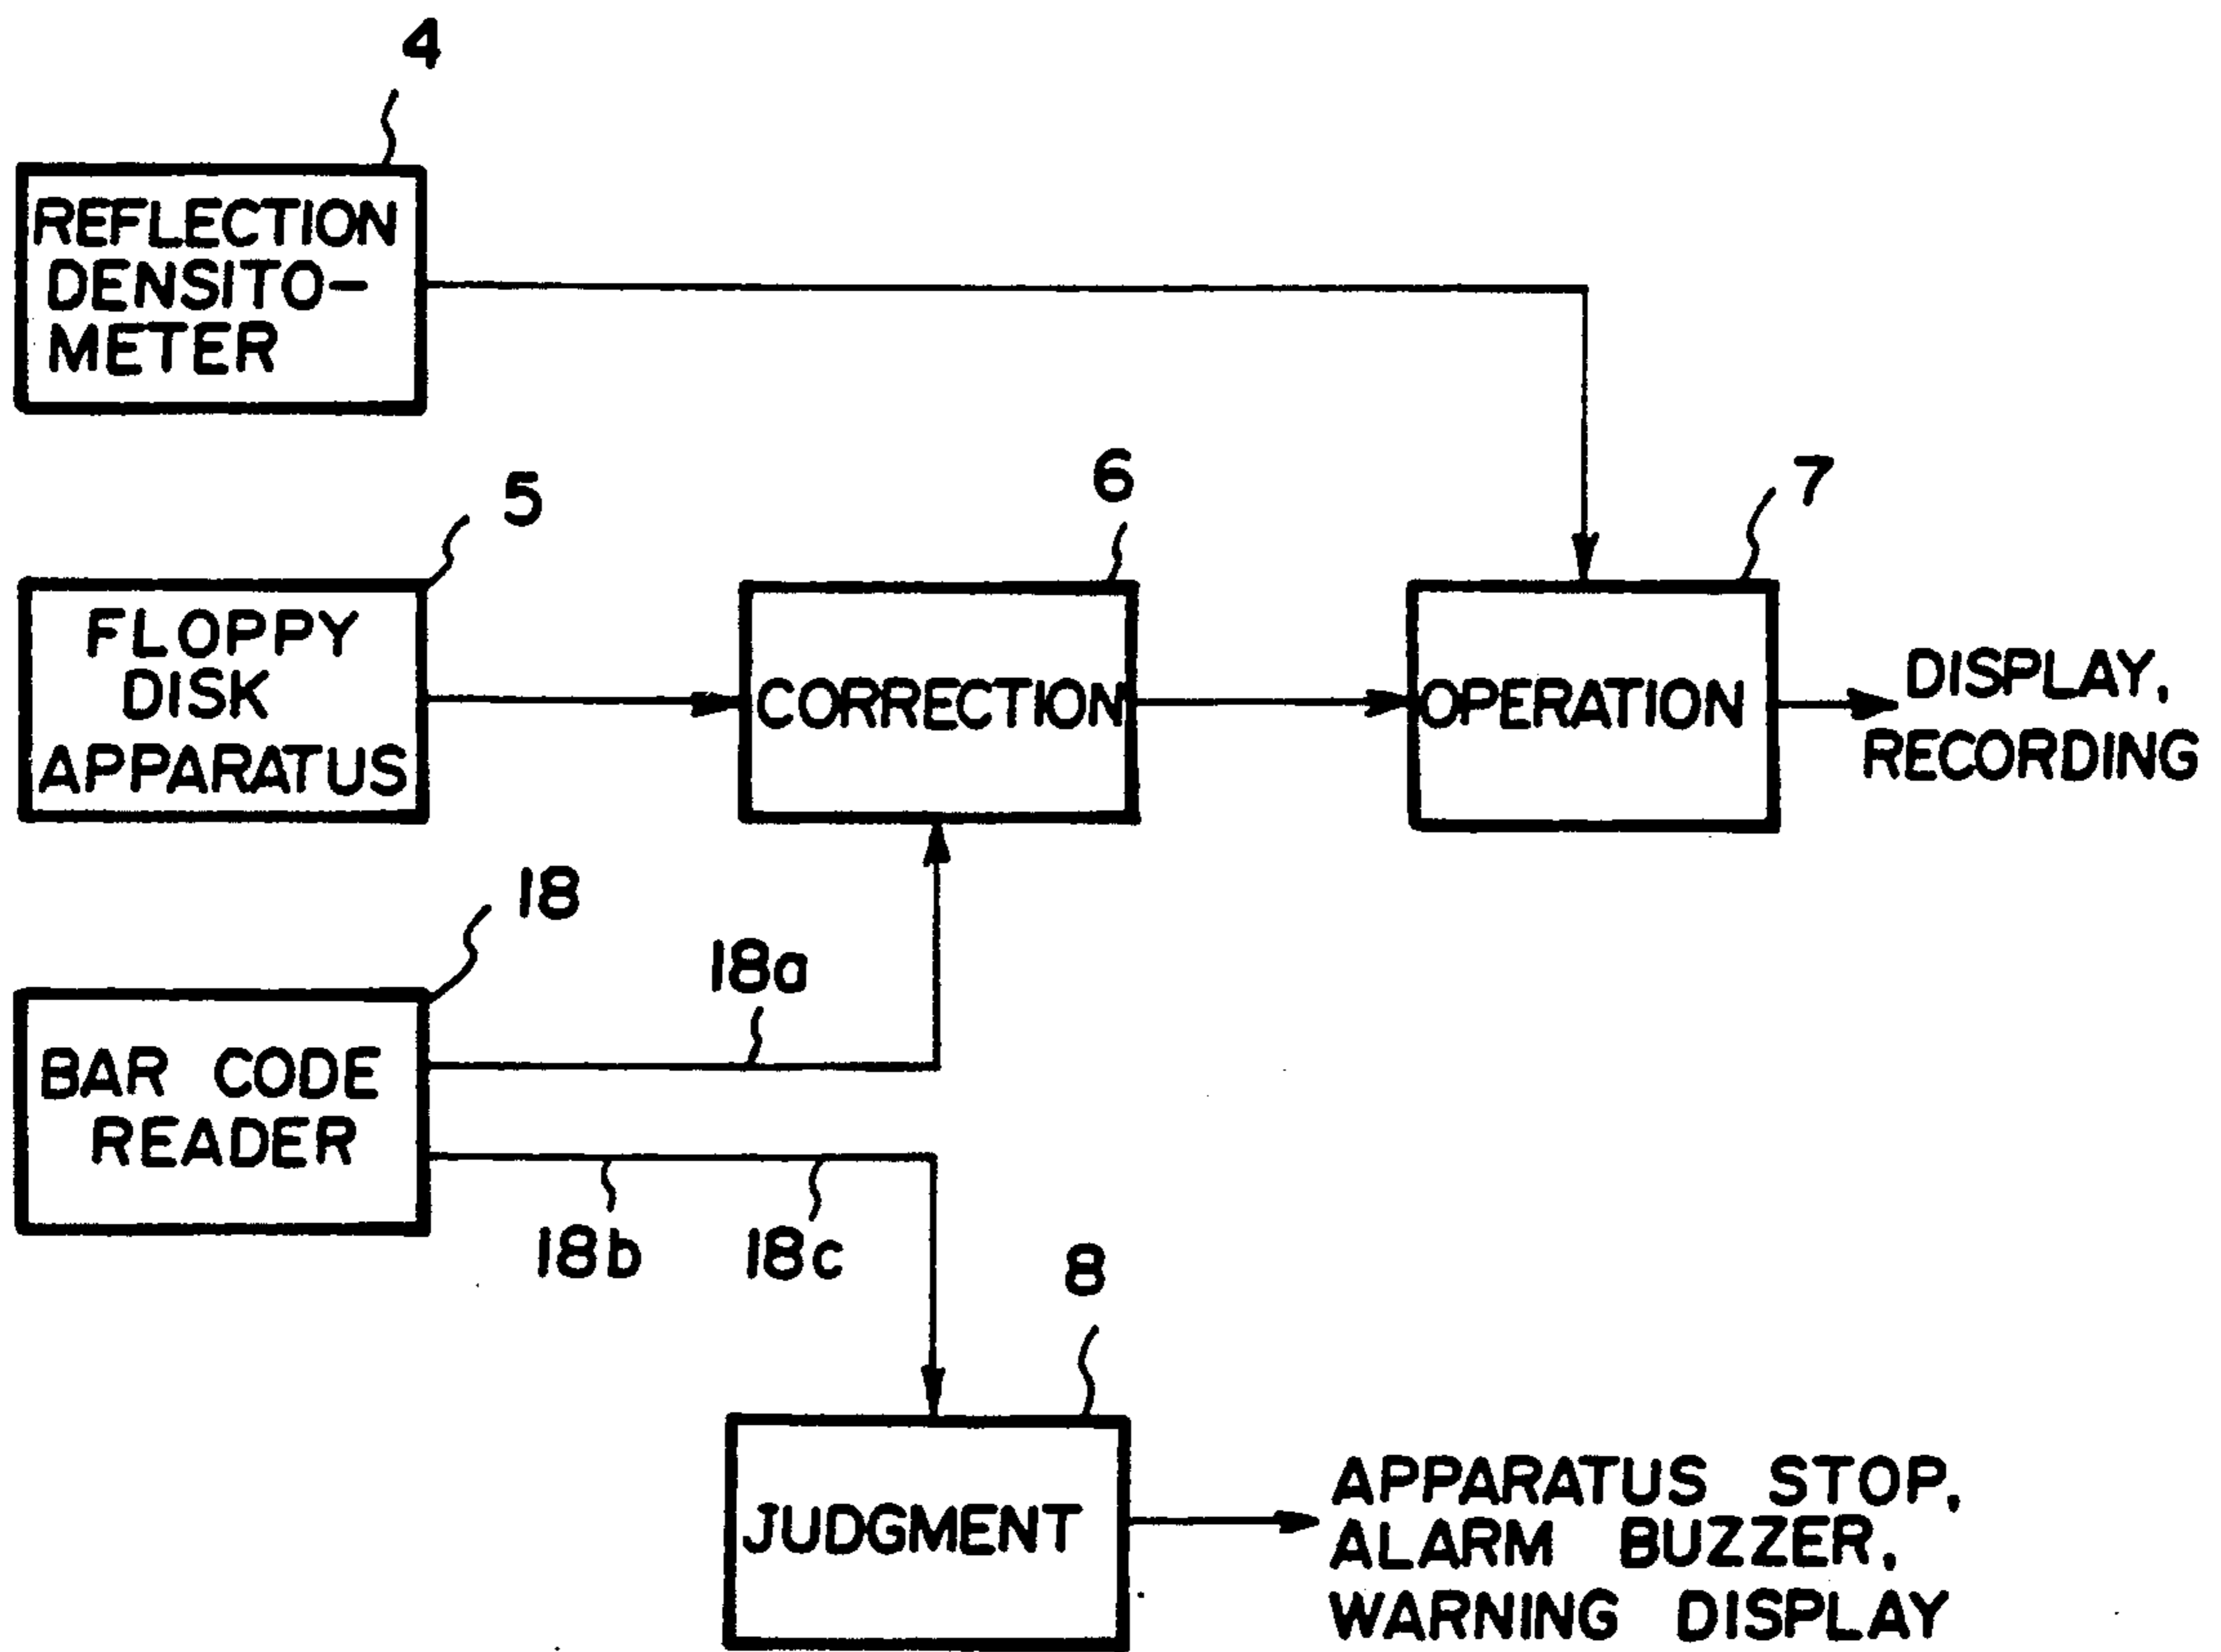 4
REFLECTION
DENSITO-
METER
5
FLOPPY
DISK
APPARATUS
6
CORRECTION
7
OPERATION
DISPLAY,
RECORDING
18
BAR CODE
READER
18a
18b
18c
8
JUDGMENT
APPARATUS STOP,
ALARM BUZZER,
WARNING DISPLAY